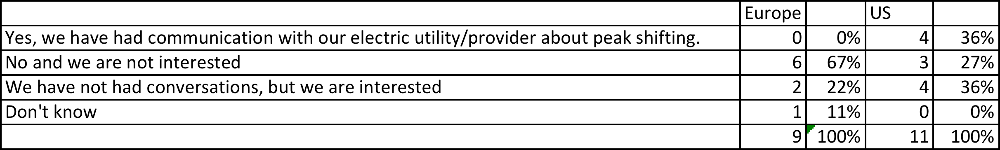 Europe US
Yes, we have had communication with our electric utility/provider about peak shifting. 0 0% 4 36%
No and we are not interested 6 67% 3 27%
We have not had conversations, but we are interested 2 22% 4 36%
Don't know 1 11% 0 0%
9 100% 11 100%